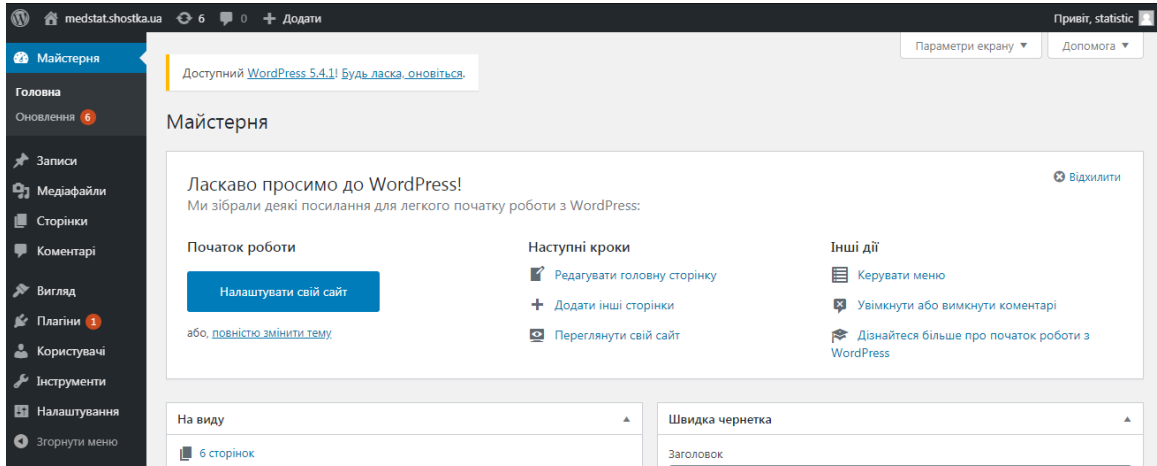 medstat.shostka.ua 6 0 Додати Привіт, statistic
Параметри екрану Допомога
Майстерня
Головна
Оновлення 6
Записи
Медіафайли
Сторінки
Коментарі
Вигляд
Плагіни 1
Користувачі
Інструменти
Налаштування
Згорнути меню
Доступний WordPress 5.4.1! Будь ласка, оновіться.
Майстерня
Ласкаво просимо до WordPress!
Відхилити
Ми зібрали деякі посилання для легкого початку роботи з WordPress:
Початок роботи
Налаштувати свій сайт
або, повністю змінити тему
Наступні кроки
Редагувати головну сторінку
Додати інші сторінки
Переглянути свій сайт
Інші дії
Керувати меню
Увімкнути або вимкнути коментарі
Дізнайтеся більше про початок роботи з
WordPress
На виду
6 сторінок
Швидка чернетка
Заголовок